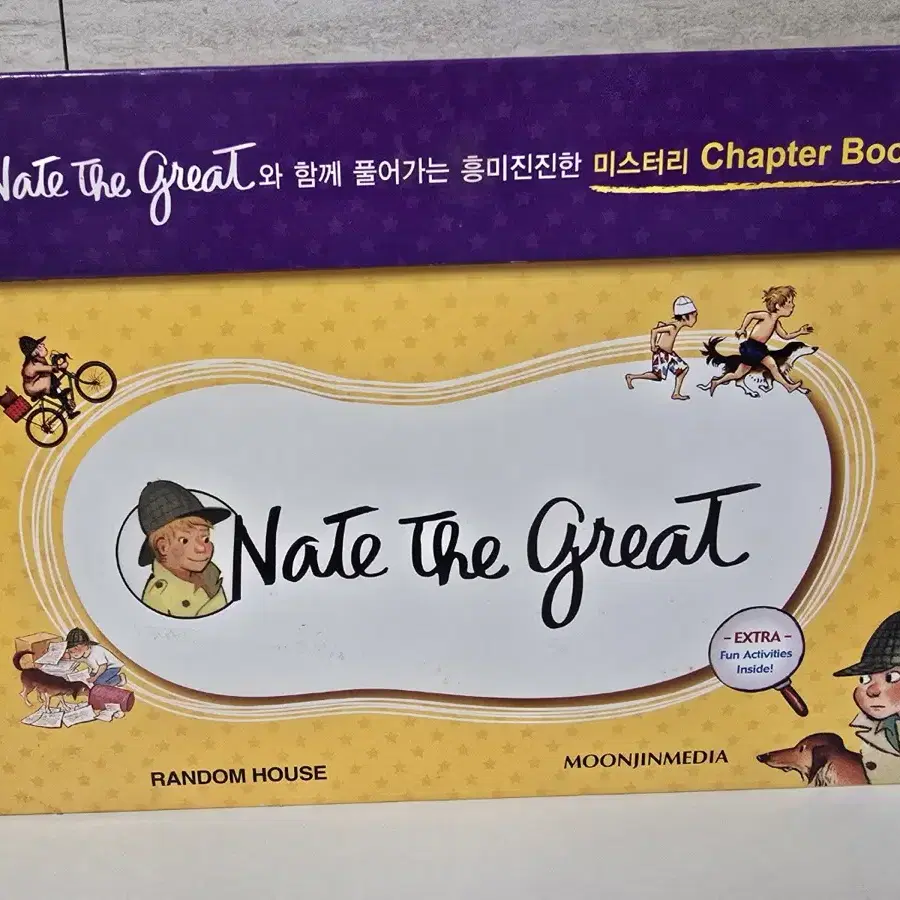 Nate the Great와 함께 풀어가는 흥미진진한 미스터리 Chapter Boo
Nate the Great
- EXTRA -
Fun Activities
Inside!
RANDOM HOUSE
MOONJINMEDIA